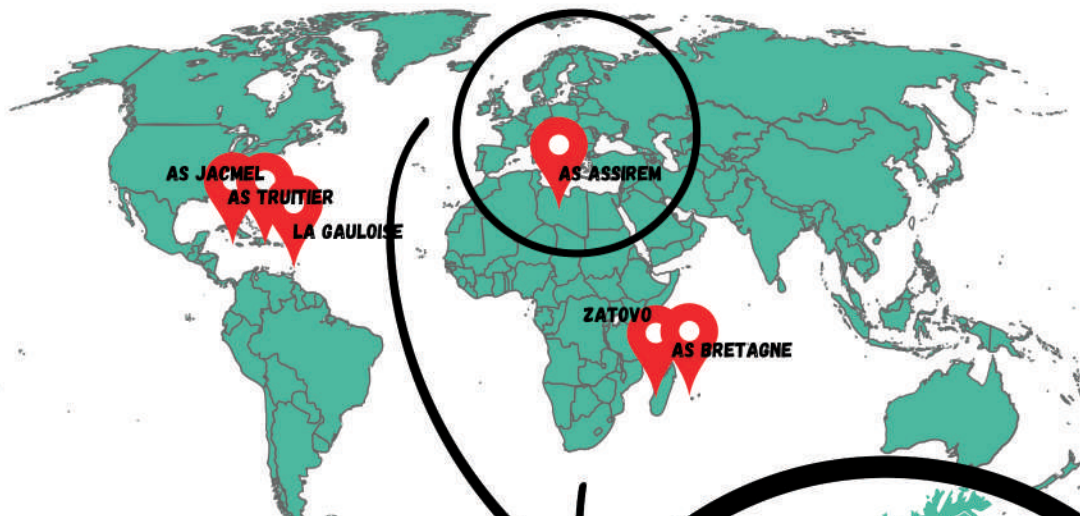 AS JACMEL
AS TRUITIER
LA GAULOISE
AS ASSIREM
ZATOVO
AS BRETAGNE